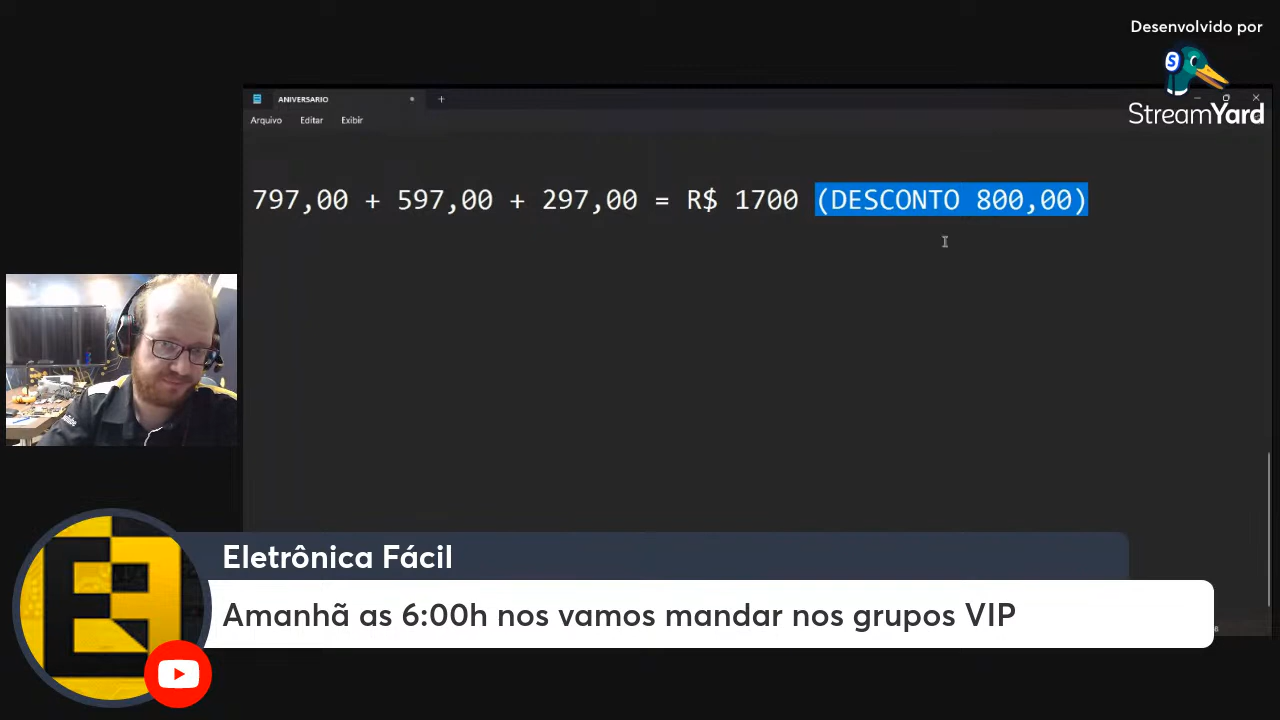 Desenvolvido por
StreamYard
ANIVERSARIO
Arquivo Editar Exibir
797,00 + 597,00 + 297,00 = R$ 1700 (DESCONTO 800,00)
Eletrônica Fácil
Amanhã as 6:00h nos vamos mandar nos grupos VIP